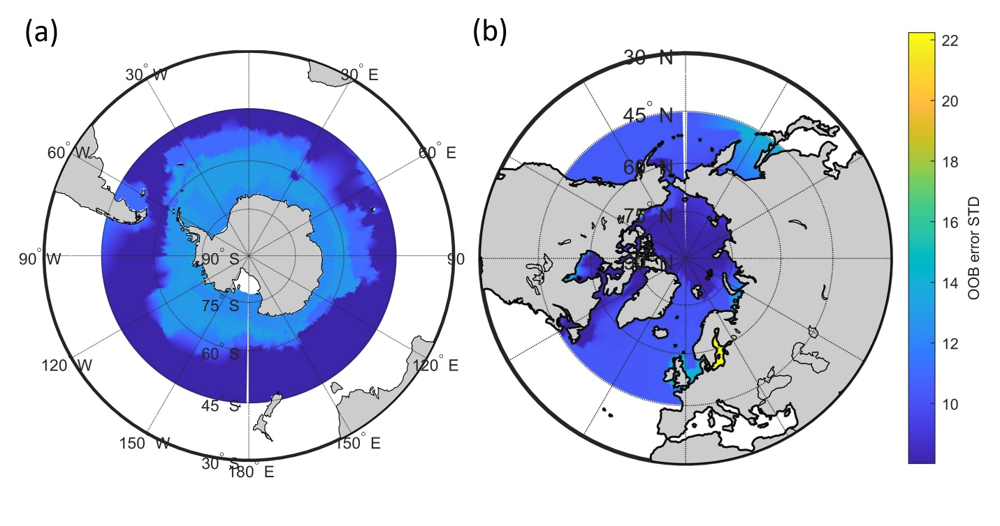 (a)
30° W
30° E
60° W
60° E
90° W
90° S
90
75° S
120° W
60° S
120° E
45° S
150° W
150° E
30° S
180° E
(b)
30° N
45° N
60° N
75° N
90° N
22
20
18
16
14
12
10
OOB error STD